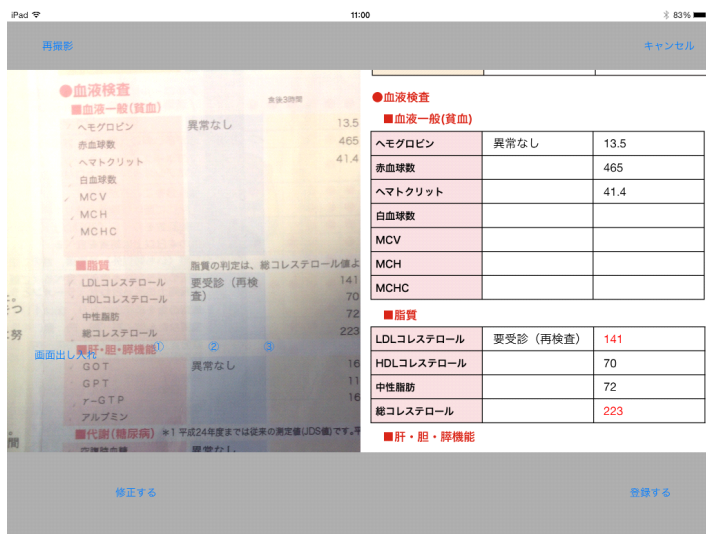 iPad 11:00 83%
再撮影 キャンセル
●血液検査
食後3時間
■血液一般(貧血)
ヘモグロビン 異常なし 13.5
赤血球数 465
ヘマトクリット 41.4
白血球数
MCV
MCH
MCHC
■脂質 脂質の判定は、総コレステロール値よ
LDLコレステロール 要受診（再検査） 141
HDLコレステロール 70
中性脂肪 72
総コレステロール 223
■肝・胆・膵機能
画面出し入れ ① ② ③
GOT 異常なし 16
GPT 11
γ-GTP 16
アルブミン
■代謝(糖尿病) *1 平成24年度までは従来の測定値(JDS値)です。平
つ
努
間
●血液検査
■血液一般(貧血)
ヘモグロビン 異常なし 13.5
赤血球数 465
ヘマトクリット 41.4
白血球数
MCV
MCH
MCHC
■脂質
LDLコレステロール 要受診（再検査） 141
HDLコレステロール 70
中性脂肪 72
総コレステロール 223
■肝・胆・膵機能
修正する 登録する